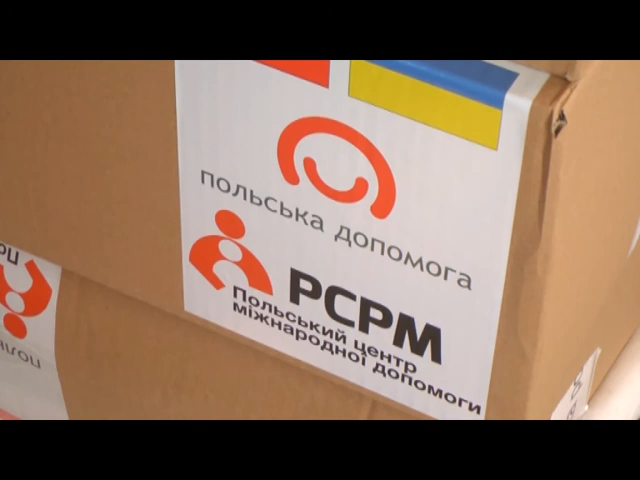 польська допомога
PCPM
Польський центр
міжнародної допомоги